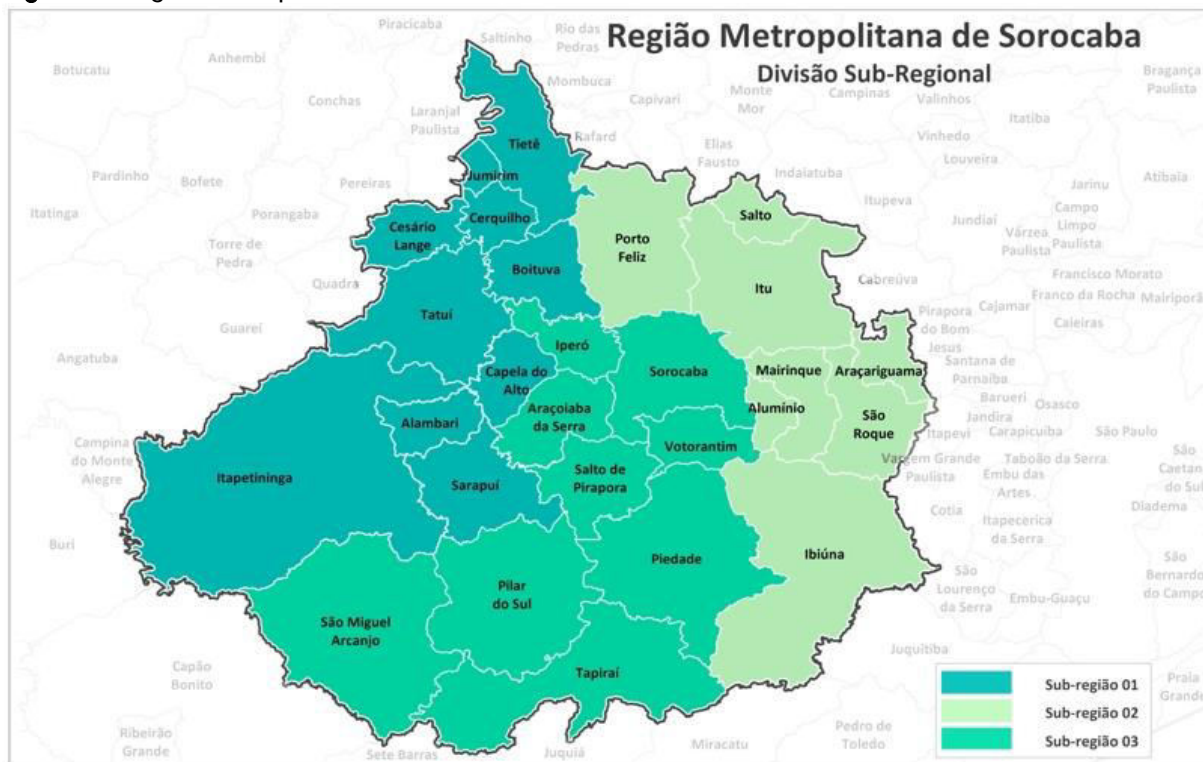 Região Metropolitana de Sorocaba
Divisão Sub-Regional
Piracicaba
Saltinho
Rio das
Pedras
Botucatu
Anhembi
Conchas
Laranjal
Paulista
Mombuca
Capivari
Monte
Mor
Campinas
Valinhos
Bragança
Paulista
Itatiba
Rafard
Elias
Fausto
Vinhedo
Louveira
Indaiatuba
Pardinho
Bofete
Pereiras
Jarinu
Atibaia
Itatinga
Porangaba
Itupeva
Jundiaí
Campo
Limpo
Paulista
Várzea
Paulista
Torre de
Pedra
Quadra
Cabreúva
Francisco Morato
Franco da Rocha
Mairiporã
Cajamar
Caieiras
Guareí
Pirapora
do Bom
Jesus
Angatuba
Santana de
Parnaíba
Barueri
Osasco
Jandira
Itapevi
Carapicuíba
São Paulo
Campina
do Monte
Alegre
Vargem Grande
Paulista
Taboão da Serra
Embu das
Artes
São
Caetano
do Sul
Diadema
Cotia
Itapecerica
da Serra
Buri
São
Lourenço
da Serra
Embu-Guaçu
São
Bernardo
do Campo
Juquitiba
Capão
Bonito
Ribeirão
Grande
Sete Barras
Juquiá
Miracatu
Pedro de
Toledo
Praia
Grande
Tietê
Jumirim
Cerquilho
Cesário
Lange
Boituva
Porto
Feliz
Salto
Itu
Tatuí
Iperó
Capela do
Alto
Sorocaba
Mairinque
Araçariguama
Alumínio
São
Roque
Alambari
Araçoiaba
da Serra
Votorantim
Itapetininga
Sarapuí
Salto de
Pirapora
Piedade
Ibiúna
Pilar
do Sul
São Miguel
Arcanjo
Tapiraí
Sub-região 01
Sub-região 02
Sub-região 03